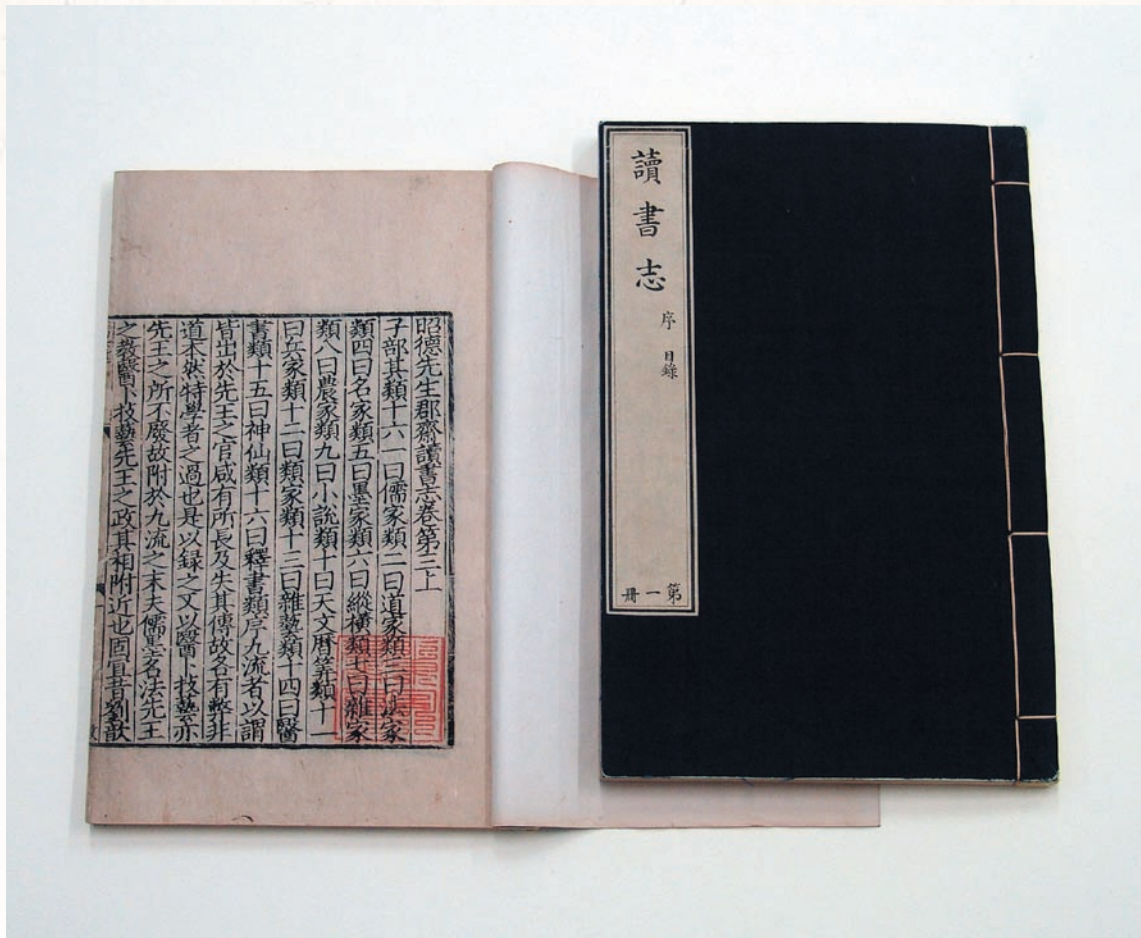 讀書志
序 目錄
第一冊
昭德先生郡齋讀書志卷第三上
子部其類十六一曰儒家類二曰道家類三曰法家
類四曰名家類五曰墨家類六曰縱橫類七曰雜家
類八曰農家類九曰小說類十曰天文曆筭類十一
曰兵家類十二曰類家類十三曰雜藝類十四曰醫
書類十五曰神仙類十六曰釋書類序九流者以謂
皆出於先王之官咸有所長及失其傳故各有弊非
道本然特學者之過也是以録之又以醫卜技藝亦
先王之所不廢故附於九流之末夫儒墨名法先王
之教醫卜技藝先王之政其相附近也固宜昔劉歆